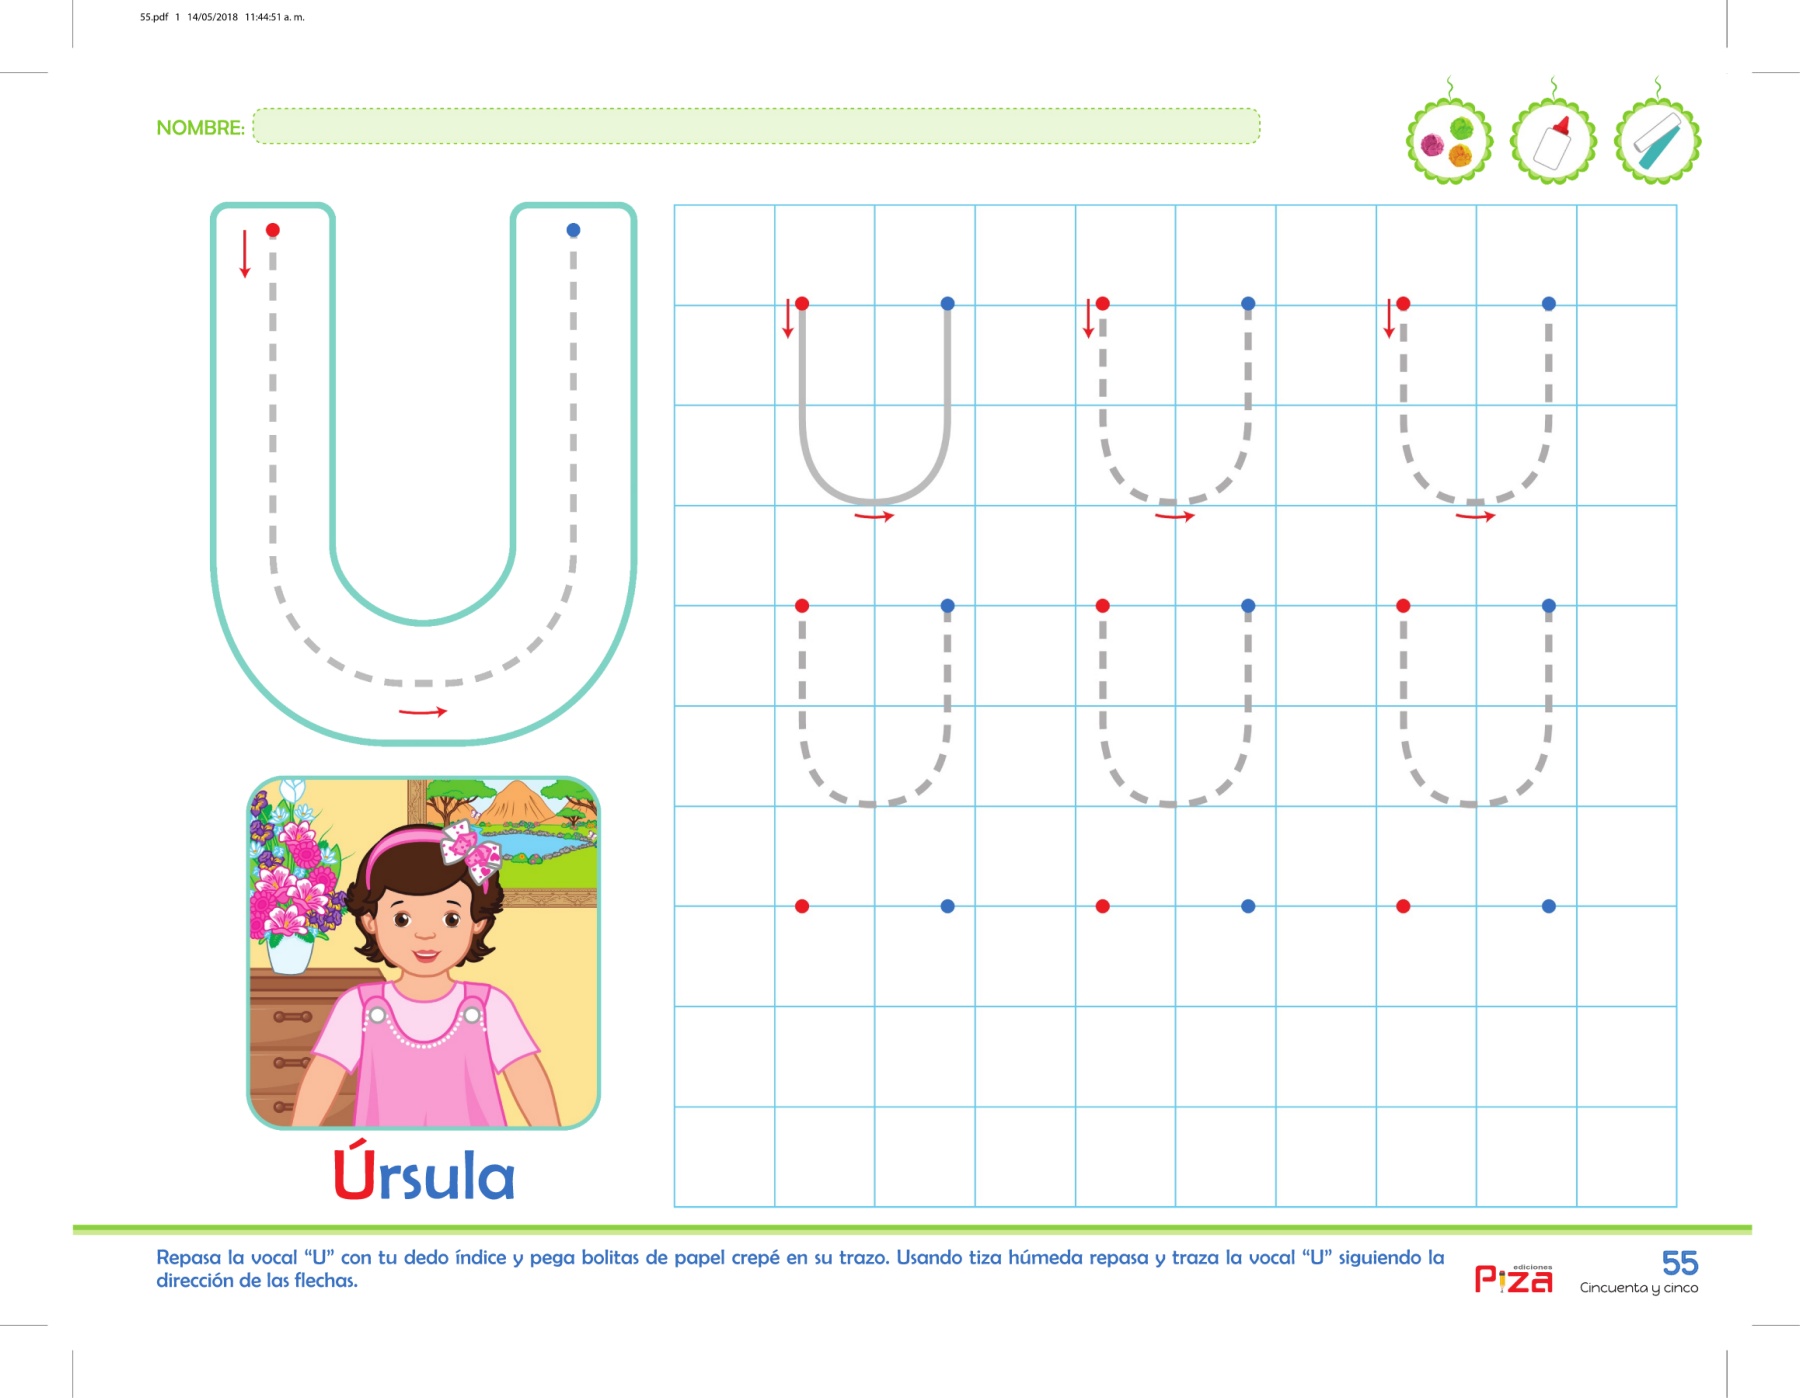 55.pdf 1 14/05/2018 11:44:51 a. m.
NOMBRE:
Úrsula
Repasa la vocal “U” con tu dedo índice y pega bolitas de papel crepé en su trazo. Usando tiza húmeda repasa y traza la vocal “U” siguiendo la
dirección de las flechas.
ediciones
Piza
55
Cincuenta y cinco